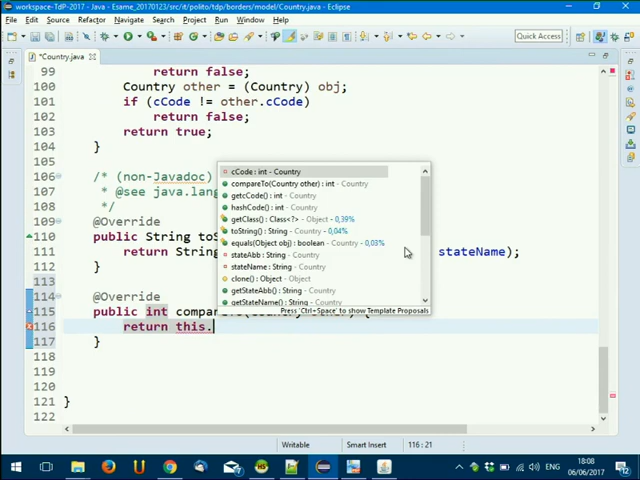 workspace-TdP-2017 - Java - Esame_20170123/src/it/polito/tdp/borders/model/Country.java - Eclipse
File Edit Source Refactor Navigate Search Project Run Window Help
Quick Access
*Country.java
99 return false;
100 Country other = (Country) obj;
101 if (cCode != other.cCode)
102 return false;
103 return true;
104 }
105
106 /* (non-Javadoc)
107 * @see java.lang
108 */
109 @Override
110 public String toS
111 return String stateName);
112 }
113
114 @Override
115 public int compareTo(Country other) {
116 return this.
117 }
118
119
120
121 }
122
cCode : int - Country
compareTo(Country other) : int - Country
getcCode() : int - Country
hashCode() : int - Country
getClass() : Class<?> - Object - 0,39%
toString() : String - Country - 0,04%
equals(Object obj) : boolean - Country - 0,03%
stateAbb : String - Country
stateName : String - Country
clone() : Object - Object
getStateAbb() : String - Country
getStateName() : String - Country
Press 'Ctrl+Space' to show Template Proposals
Writable Smart Insert 116 : 21
ENG
18:08
06/06/2017